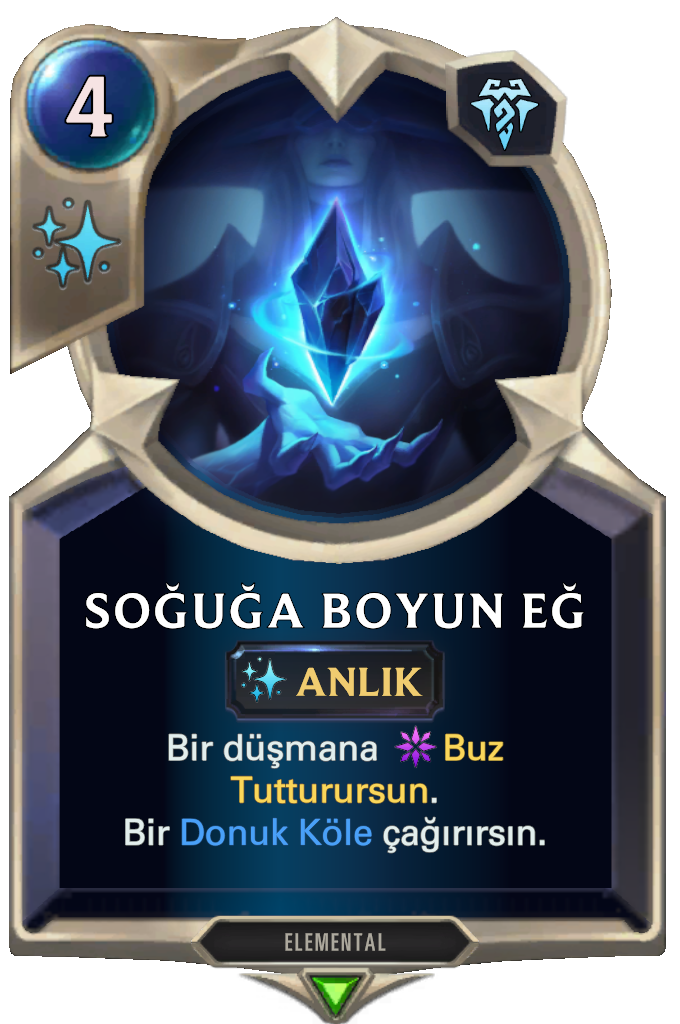 4
SOĞUĞA BOYUN EĞ
ANLIK
Bir düşmana Buz
Tutturursun.
Bir Donuk Köle çağırırsın.
ELEMENTAL